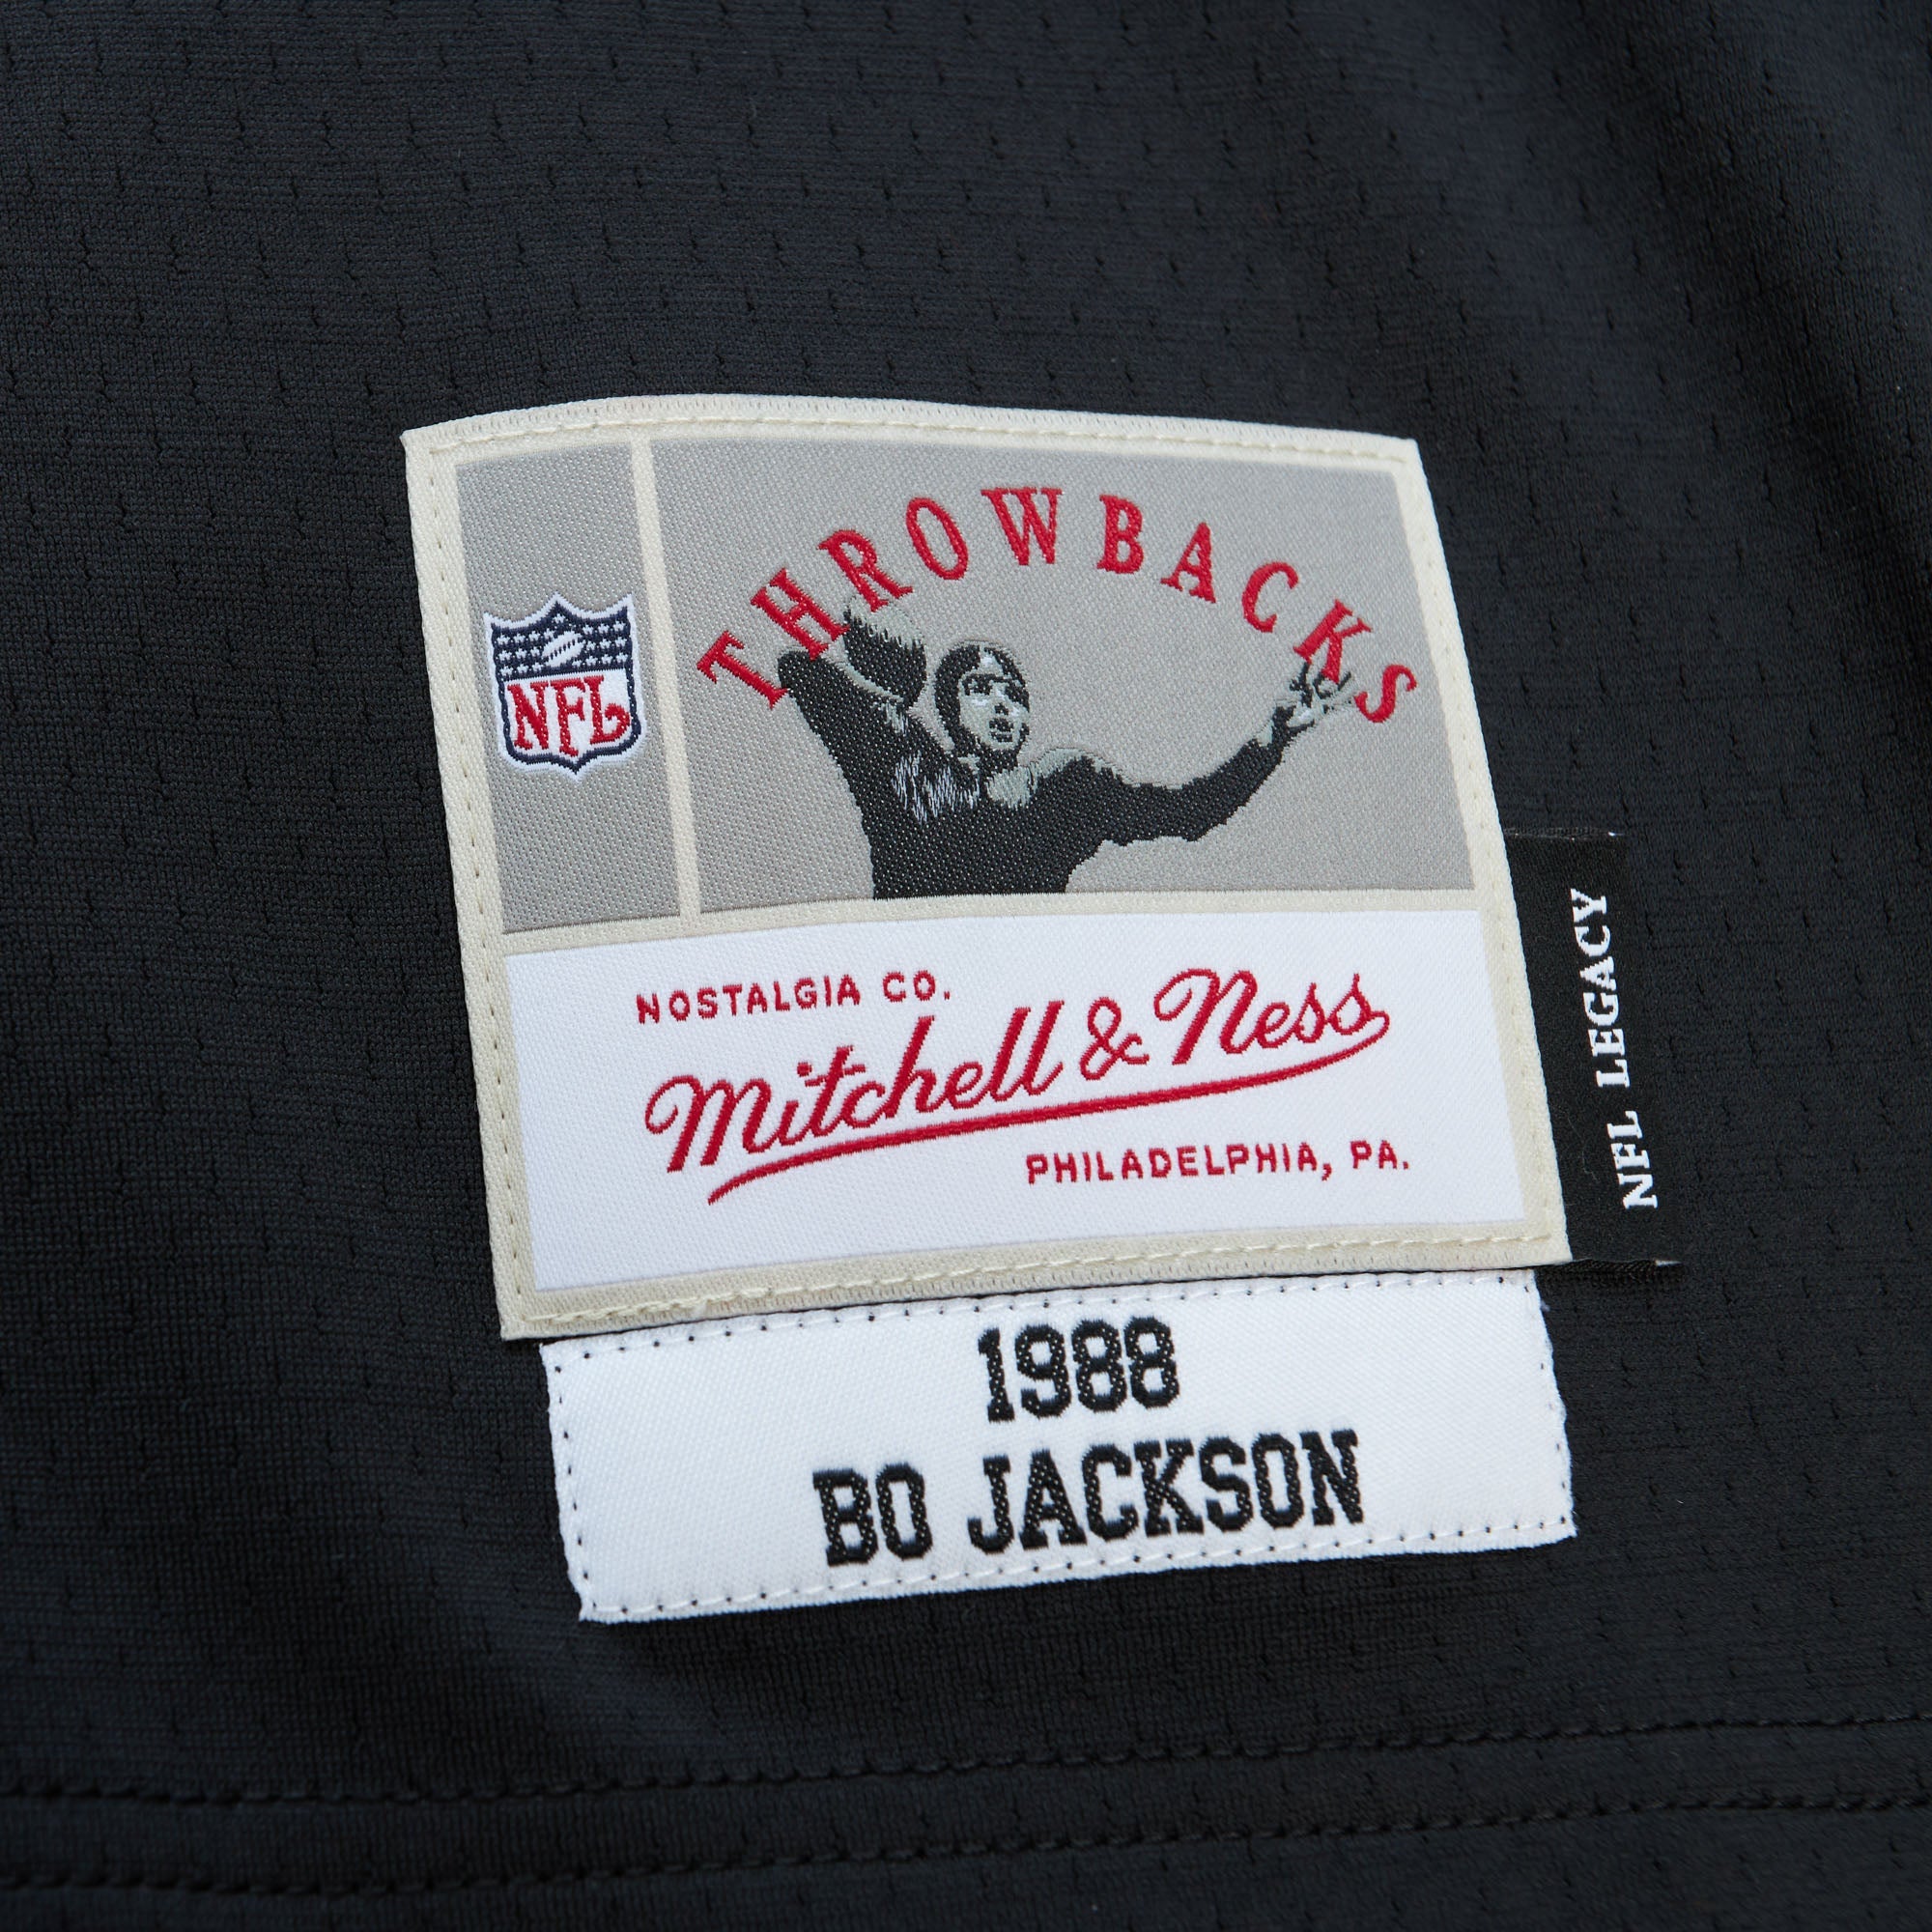 THROWBACKS
NFL
NOSTALGIA CO.
Mitchell & Ness
PHILADELPHIA, PA.
NFL LEGACY
1988
BO JACKSON